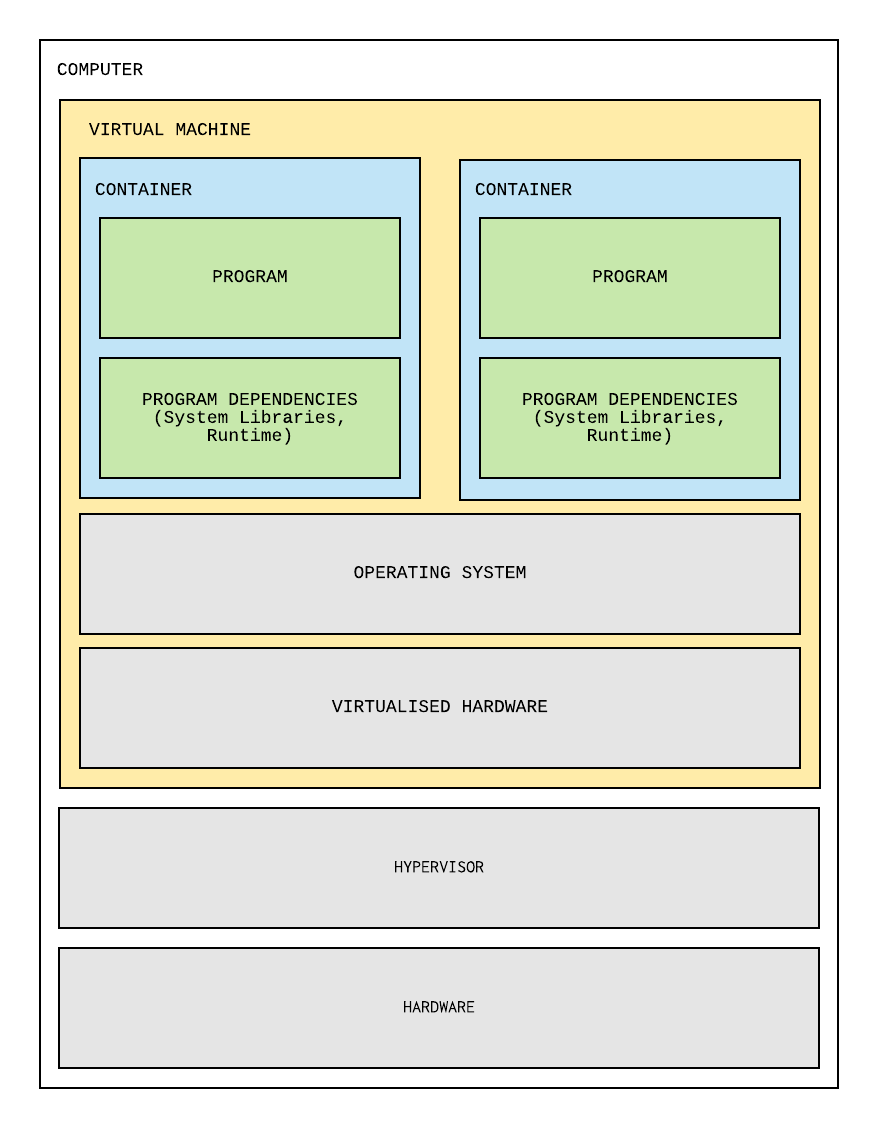 COMPUTER
VIRTUAL MACHINE
CONTAINER
PROGRAM
PROGRAM DEPENDENCIES
(System Libraries,
Runtime)
CONTAINER
PROGRAM
PROGRAM DEPENDENCIES
(System Libraries,
Runtime)
OPERATING SYSTEM
VIRTUALISED HARDWARE
HYPERVISOR
HARDWARE